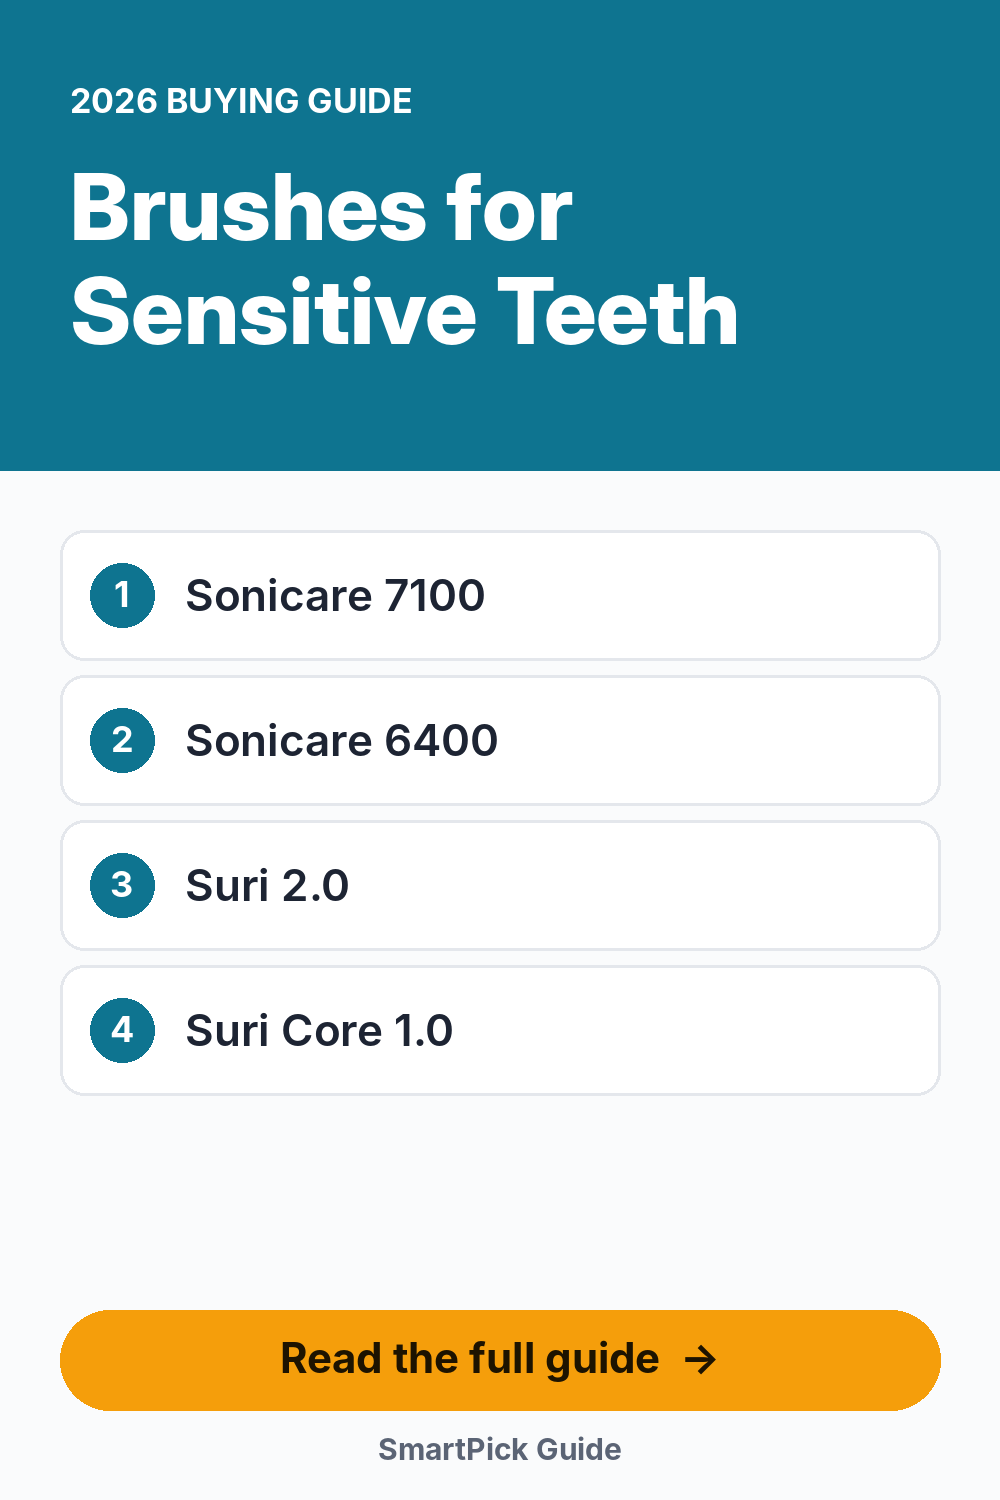 2026 BUYING GUIDE
Brushes for
Sensitive Teeth
1 Sonicare 7100
2 Sonicare 6400
3 Suri 2.0
4 Suri Core 1.0
Read the full guide →
SmartPick Guide